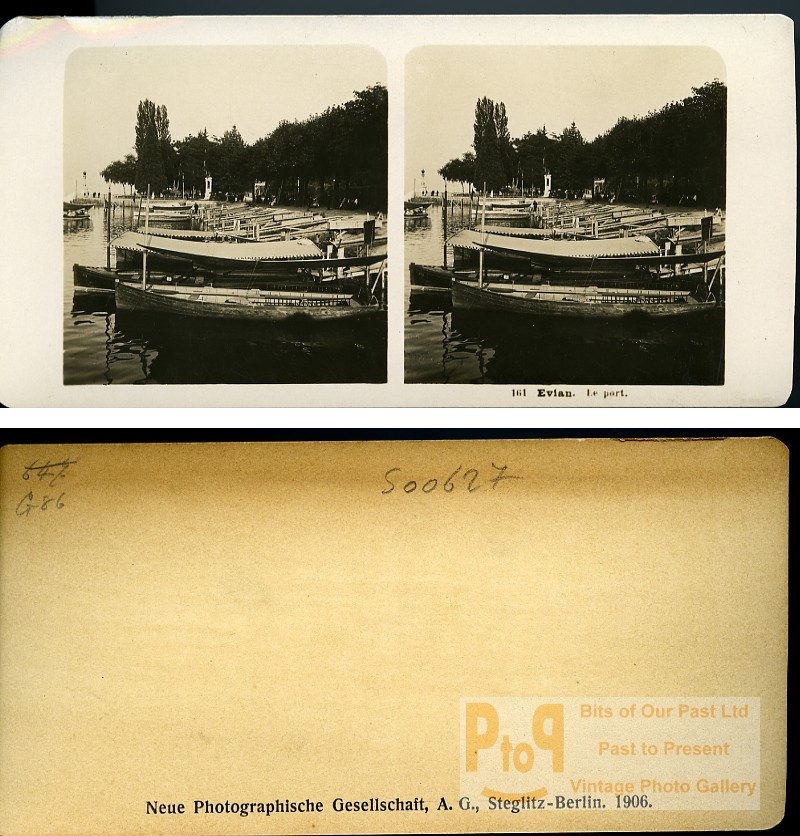 161 Evian. Le port.
G86
S00627
PtoP
Bits of Our Past Ltd
Past to Present
Vintage Photo Gallery
Neue Photographische Gesellschaft, A. G., Steglitz-Berlin. 1906.